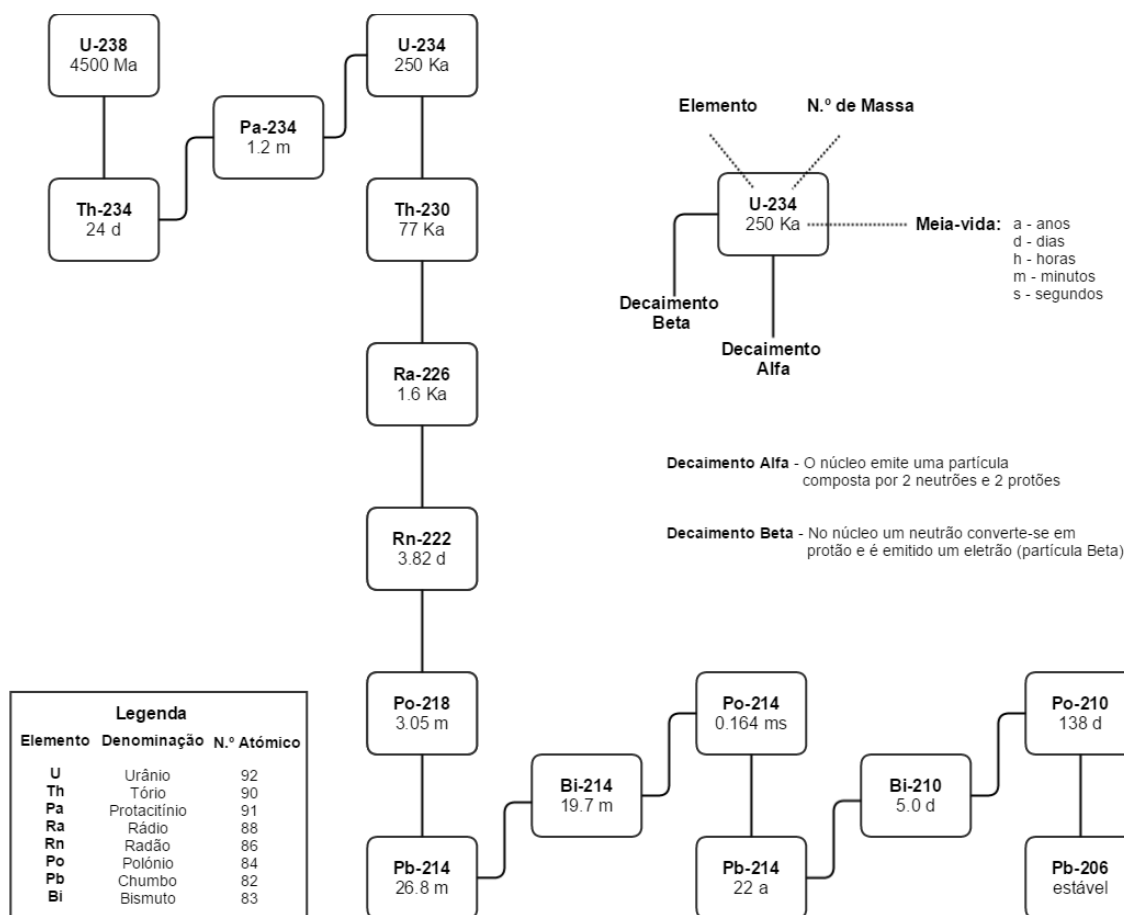 U-238
4500 Ma
U-234
250 Ka
Pa-234
1.2 m
Th-234
24 d
Th-230
77 Ka
Ra-226
1.6 Ka
Rn-222
3.82 d
Po-218
3.05 m
Pb-214
26.8 m
Bi-214
19.7 m
Po-214
0.164 ms
Pb-214
22 a
Bi-210
5.0 d
Po-210
138 d
Pb-206
estável
Elemento N.º de Massa
U-234
250 Ka
Meia-vida: a - anos
d - dias
h - horas
m - minutos
s - segundos
Decaimento
Beta
Decaimento
Alfa
Decaimento Alfa - O núcleo emite uma partícula
composta por 2 neutrões e 2 protões
Decaimento Beta - No núcleo um neutrão converte-se em
protão e é emitido um eletrão (partícula Beta)
Legenda
Elemento Denominação N.º Atómico
U Urânio 92
Th Tório 90
Pa Protacitínio 91
Ra Rádio 88
Rn Radão 86
Po Polónio 84
Pb Chumbo 82
Bi Bismuto 83